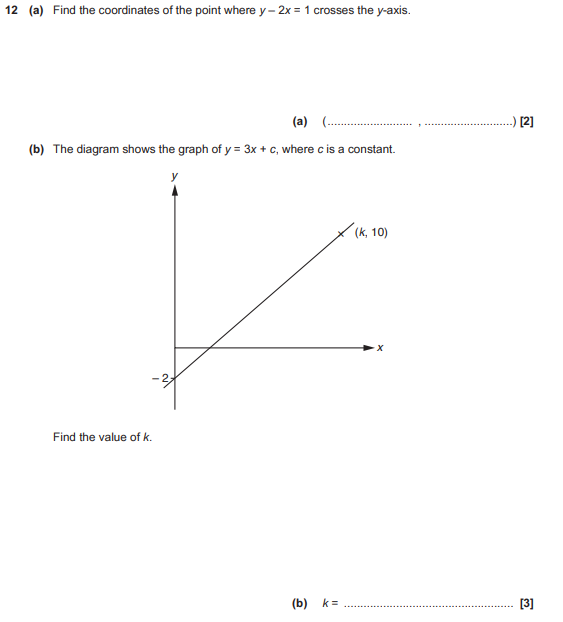 12 (a) Find the coordinates of the point where y – 2x = 1 crosses the y-axis.
(a) (.......................... , ...........................) [2]
(b) The diagram shows the graph of y = 3x + c, where c is a constant.
y
(k, 10)
x
– 2
Find the value of k.
(b) k = .................................................... [3]